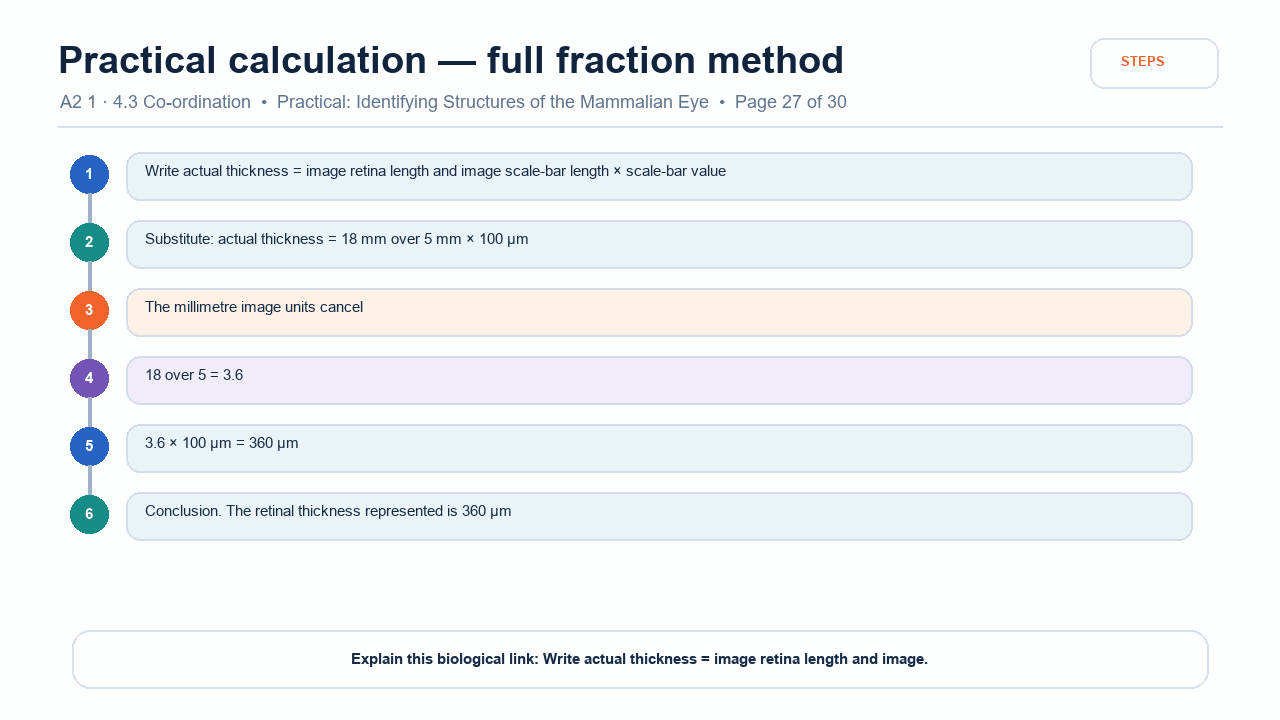 Practical calculation — full fraction method
STEPS
A2 1 · 4.3 Co-ordination • Practical: Identifying Structures of the Mammalian Eye • Page 27 of 30
1
Write actual thickness = image retina length and image scale-bar length × scale-bar value
2
Substitute: actual thickness = 18 mm over 5 mm × 100 µm
3
The millimetre image units cancel
4
18 over 5 = 3.6
5
3.6 × 100 µm = 360 µm
6
Conclusion. The retinal thickness represented is 360 µm
Explain this biological link: Write actual thickness = image retina length and image.